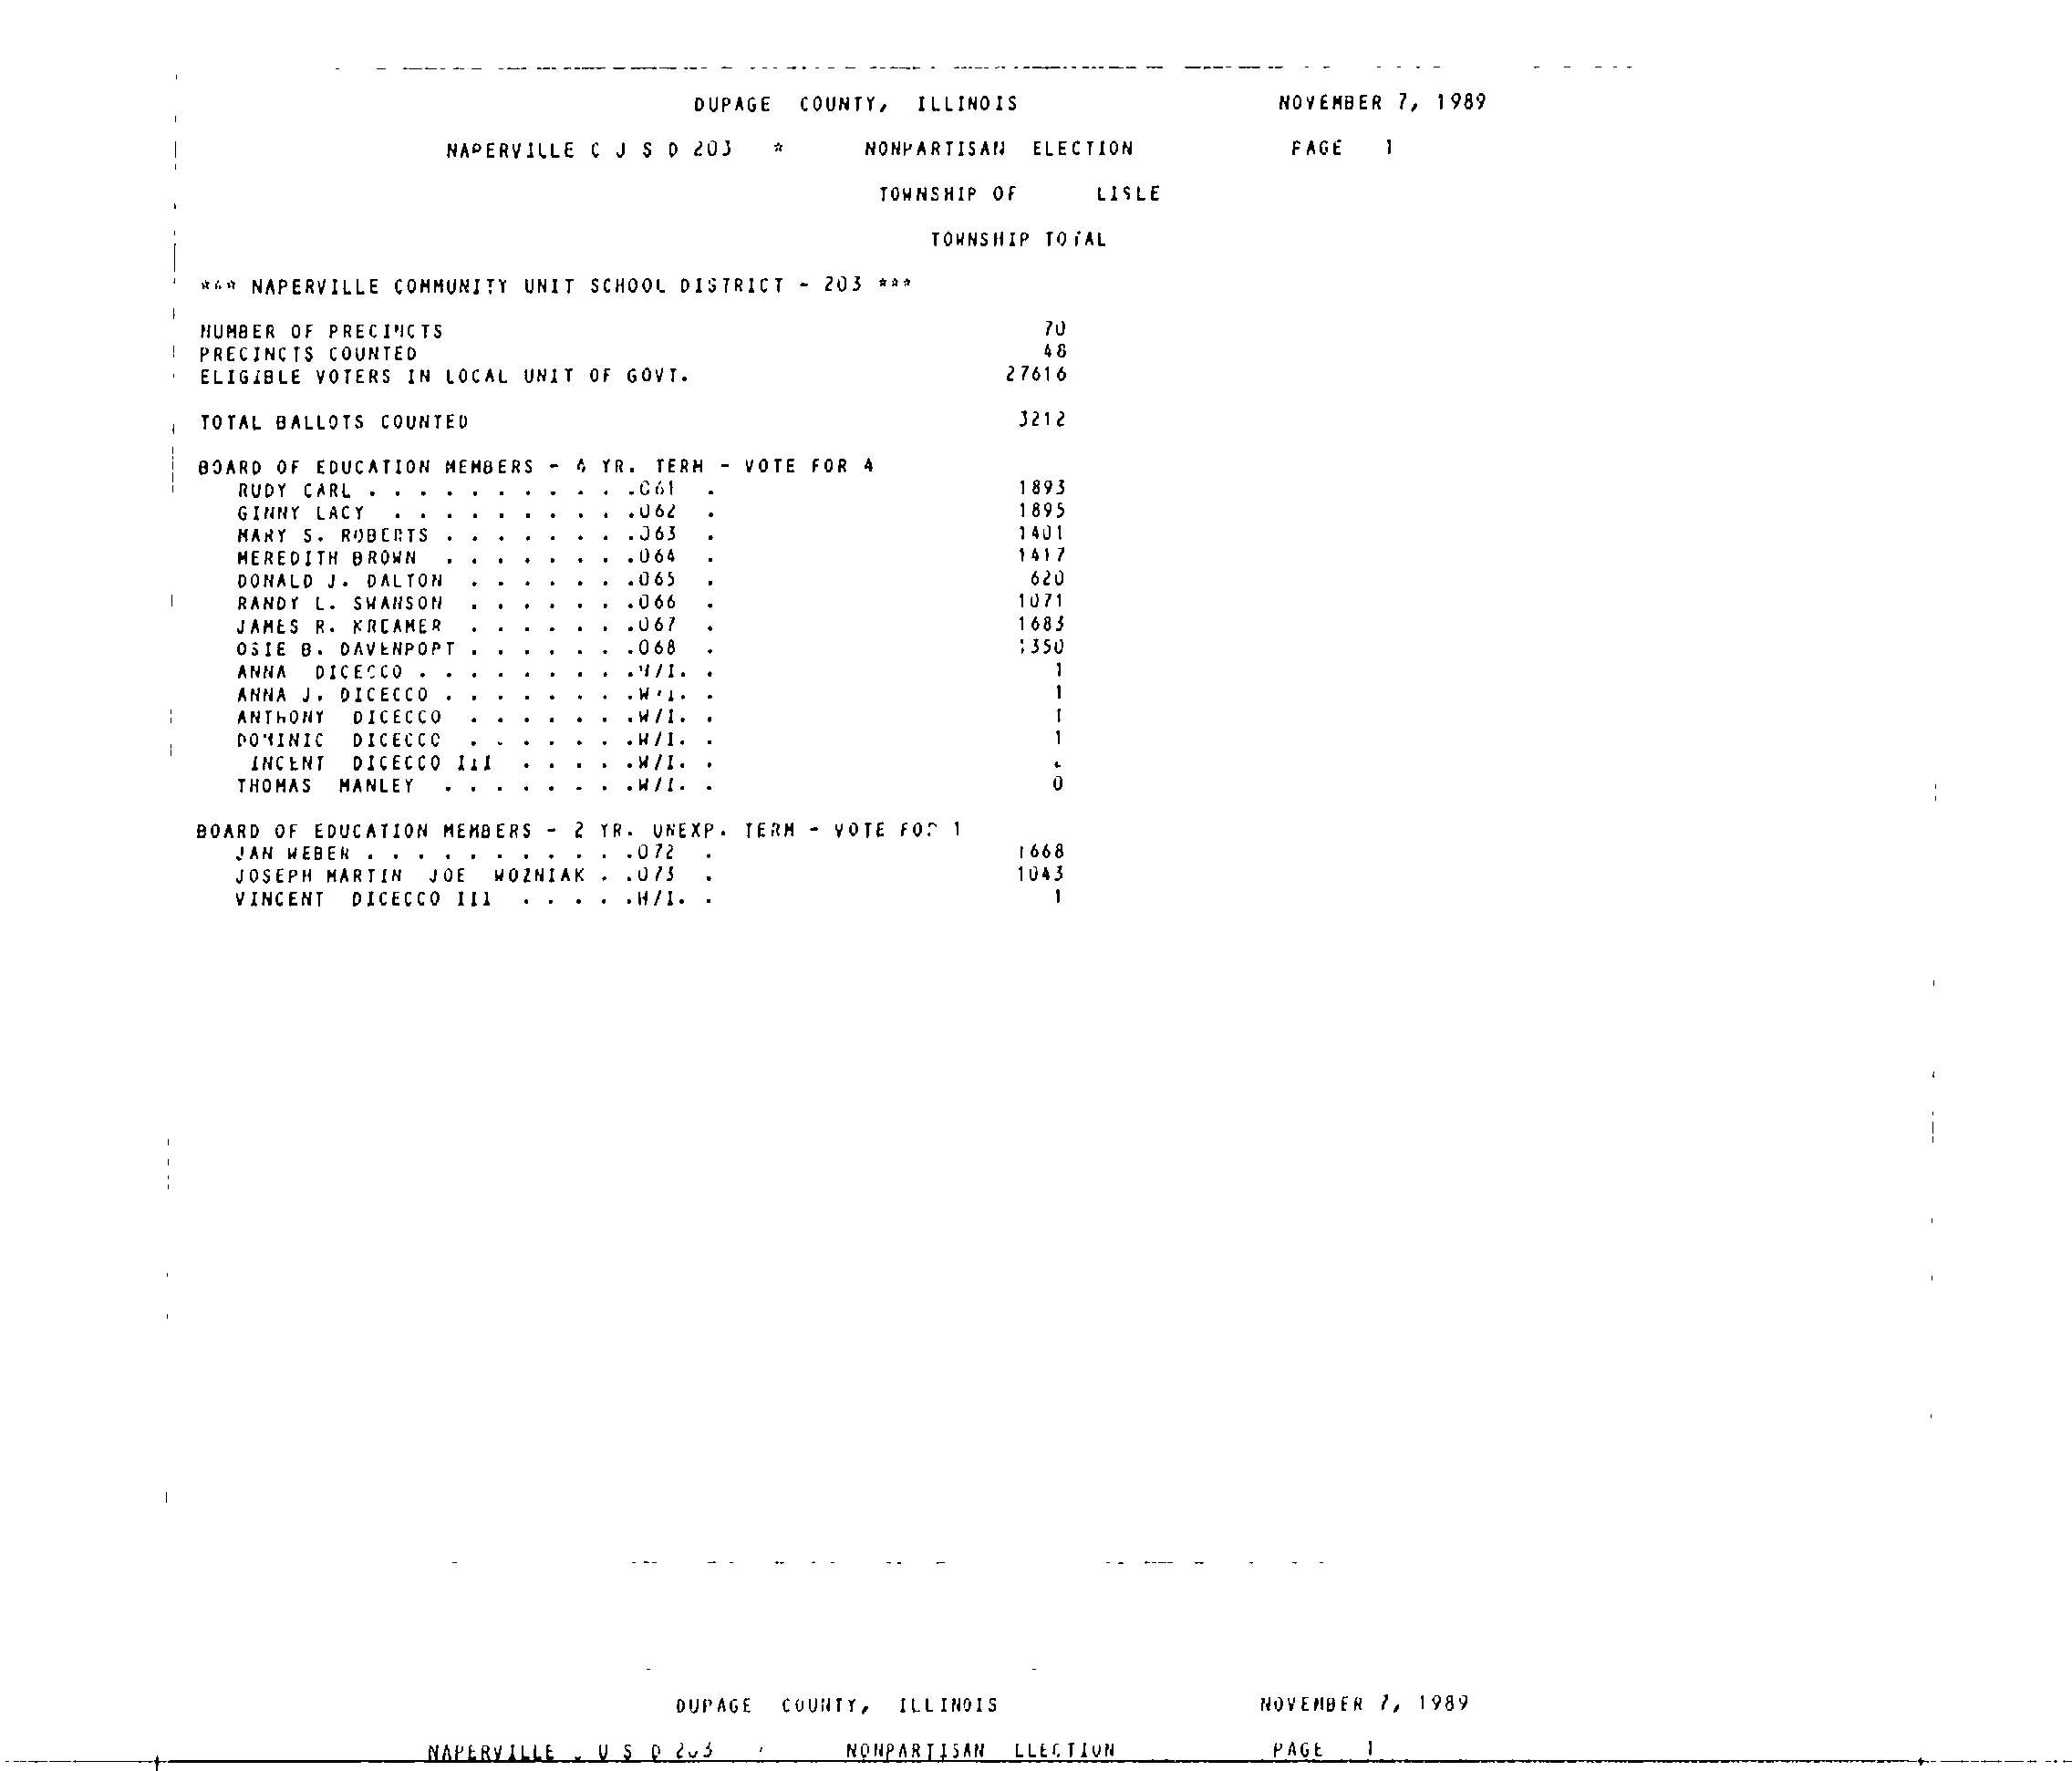 DUPAGE COUNTY, ILLINOIS NOVEMBER 7, 1989
NAPERVILLE C U S D 203 * NONPARTISAN ELECTION PAGE 1
TOWNSHIP OF LISLE
TOWNSHIP TOTAL
*** NAPERVILLE COMMUNITY UNIT SCHOOL DISTRICT - 203 ***
NUMBER OF PRECINCTS 70
PRECINCTS COUNTED 48
ELIGIBLE VOTERS IN LOCAL UNIT OF GOVT. 27616
TOTAL BALLOTS COUNTED 3212
BOARD OF EDUCATION MEMBERS - 4 YR. TERM - VOTE FOR 4
RUDY CARL . . . . . . . . . . .061 . 1893
GINNY LACY . . . . . . . . . .062 . 1895
MARY S. ROBERTS . . . . . . . .063 . 1401
MEREDITH BROWN . . . . . . . .064 . 1417
DONALD J. DALTON . . . . . . .065 . 620
RANDY L. SWANSON . . . . . . .066 . 1071
JAMES R. KREAMER . . . . . . .067 . 1683
OSIE B. DAVENPORT . . . . . . .068 . 1350
ANNA DICECCO . . . . . . . . .W/I. . 1
ANNA J. DICECCO . . . . . . . .W/I. . 1
ANTHONY DICECCO . . . . . . .W/I. . 1
DOMINIC DICECCO . . . . . . .W/I. . 1
INCENT DICECCO III . . . . .W/I. .
THOMAS MANLEY . . . . . . . .W/I. . 0
BOARD OF EDUCATION MEMBERS - 2 YR. UNEXP. TERM - VOTE FOR 1
JAN WEBER . . . . . . . . . . .072 . 1668
JOSEPH MARTIN JOE WOZNIAK . .073 . 1043
VINCENT DICECCO III . . . . .W/I. . 1
DUPAGE COUNTY, ILLINOIS NOVEMBER 7, 1989
NAPERVILLE U S D 203 NONPARTISAN ELECTION PAGE 1